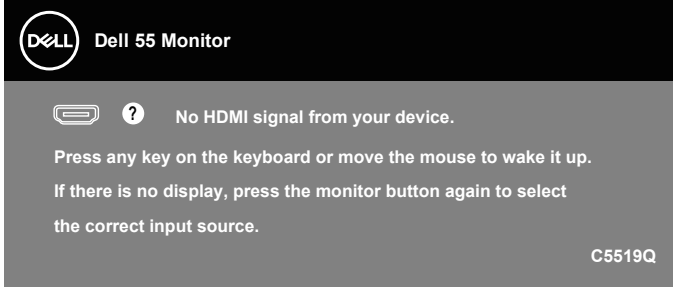 DELL Dell 55 Monitor
? No HDMI signal from your device.
Press any key on the keyboard or move the mouse to wake it up.
If there is no display, press the monitor button again to select
the correct input source.
C5519Q